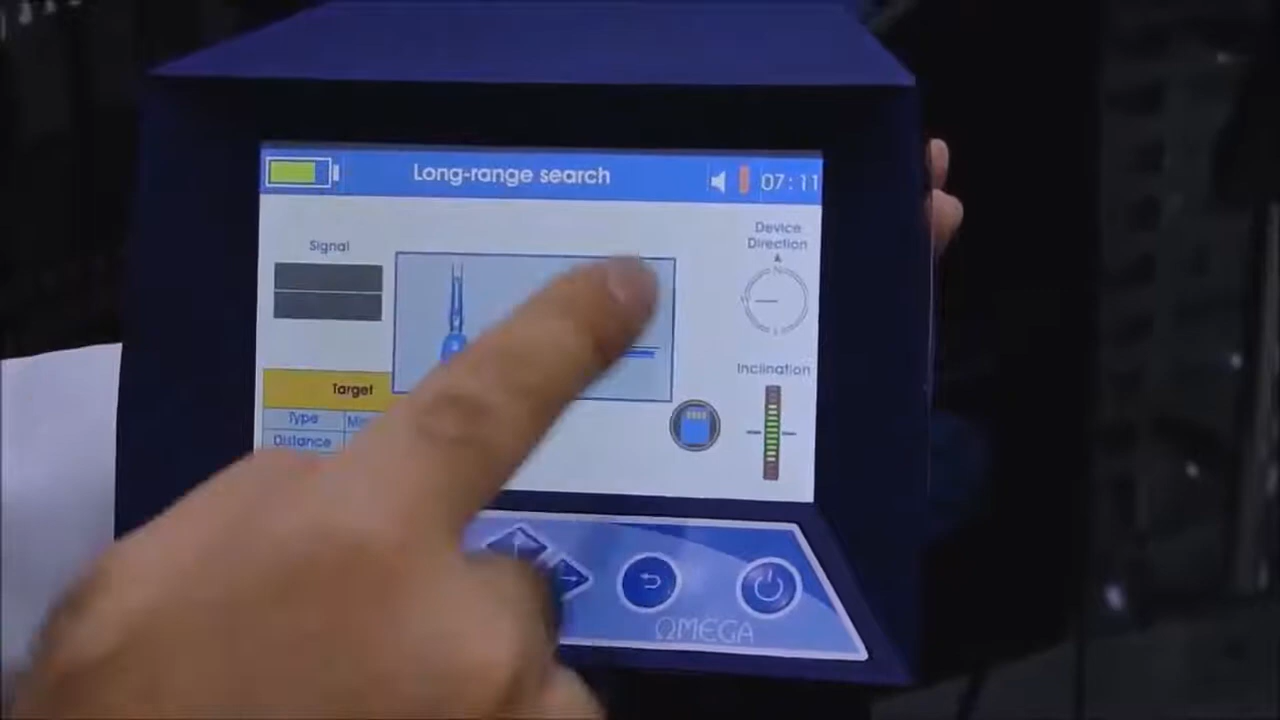 Long-range search
07:11
Device
Direction
N
Signal
Inclination
Target
Type
Distance
ΩMEGA